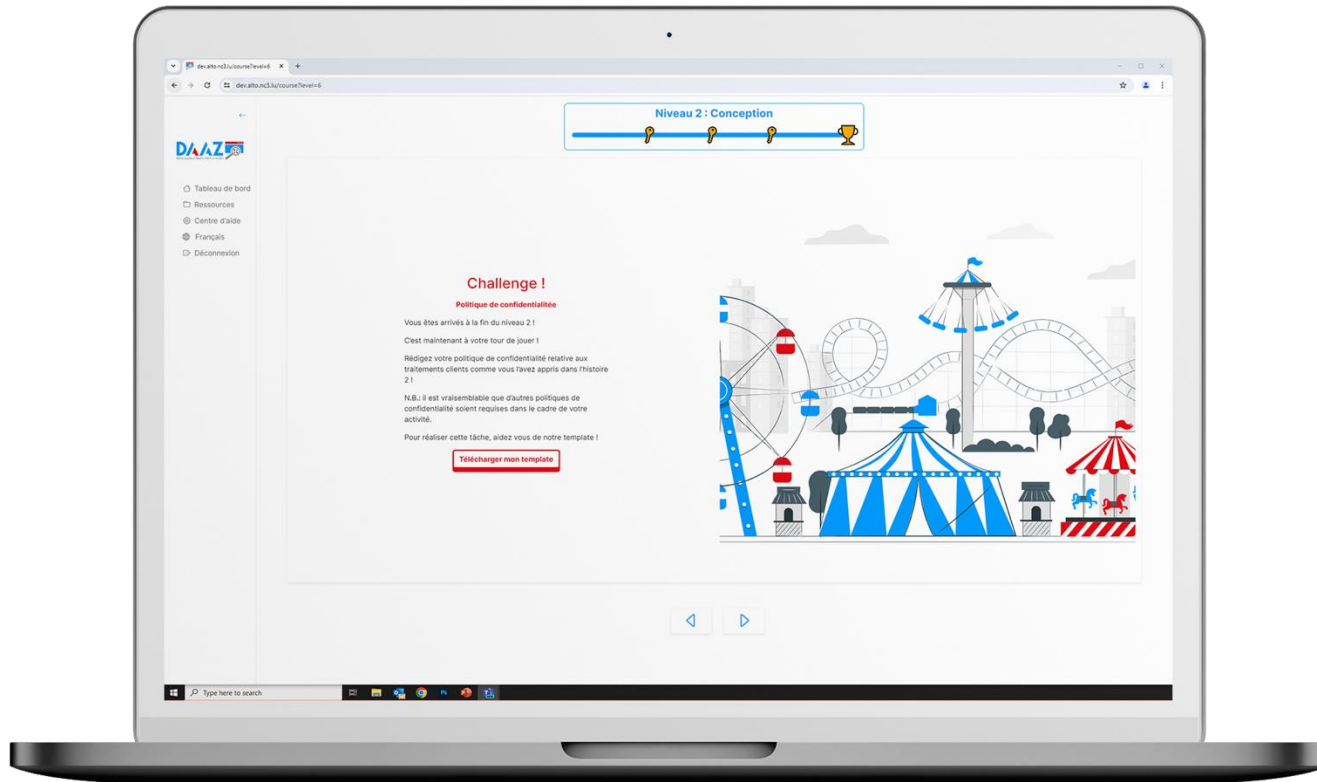 dev.alto.nc3.lu/course?level=6
dev.alto.nc3.lu/course?level=6
Niveau 2 : Conception
DAAZ
Tableau de bord
Ressources
Centre d'aide
Français
Déconnexion
Challenge !
Politique de confidentialitée
Vous êtes arrivés à la fin du niveau 2 !
C'est maintenant à votre tour de jouer !
Rédigez votre politique de confidentialité relative aux
traitements clients comme vous l'avez appris dans l'histoire
2 !
N.B.: il est vraisemblable que d'autres politiques de
confidentialité soient requises dans le cadre de votre
activité.
Pour réaliser cette tâche, aidez vous de notre template !
Télécharger mon template
Type here to search